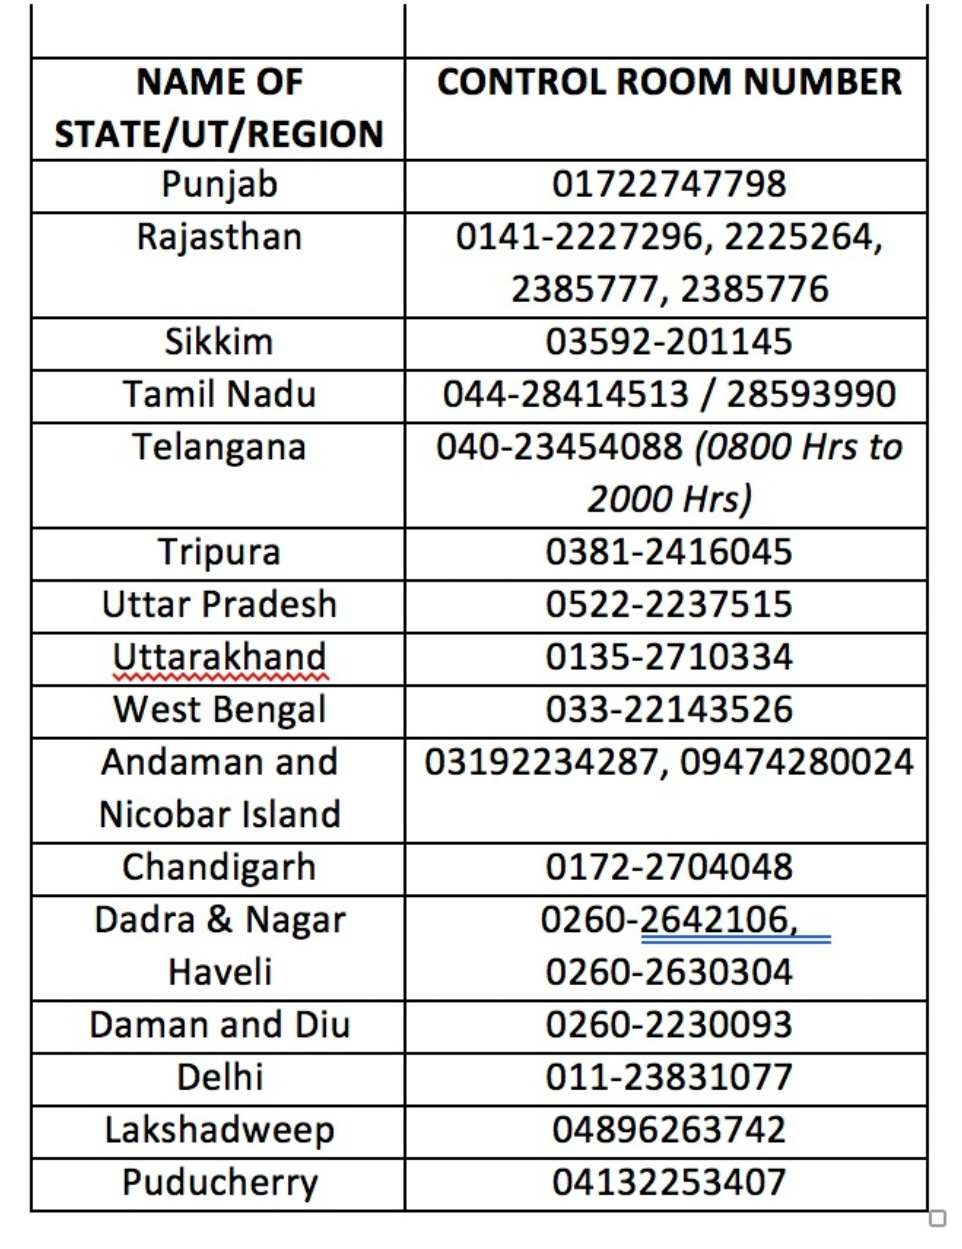 NAME OF
STATE/UT/REGION
CONTROL ROOM NUMBER
Punjab
01722747798
Rajasthan
0141-2227296, 2225264,
2385777, 2385776
Sikkim
03592-201145
Tamil Nadu
044-28414513 / 28593990
Telangana
040-23454088 (0800 Hrs to
2000 Hrs)
Tripura
0381-2416045
Uttar Pradesh
0522-2237515
Uttarakhand
0135-2710334
West Bengal
033-22143526
Andaman and
Nicobar Island
03192234287, 09474280024
Chandigarh
0172-2704048
Dadra & Nagar
Haveli
0260-2642106,
0260-2630304
Daman and Diu
0260-2230093
Delhi
011-23831077
Lakshadweep
04896263742
Puducherry
04132253407